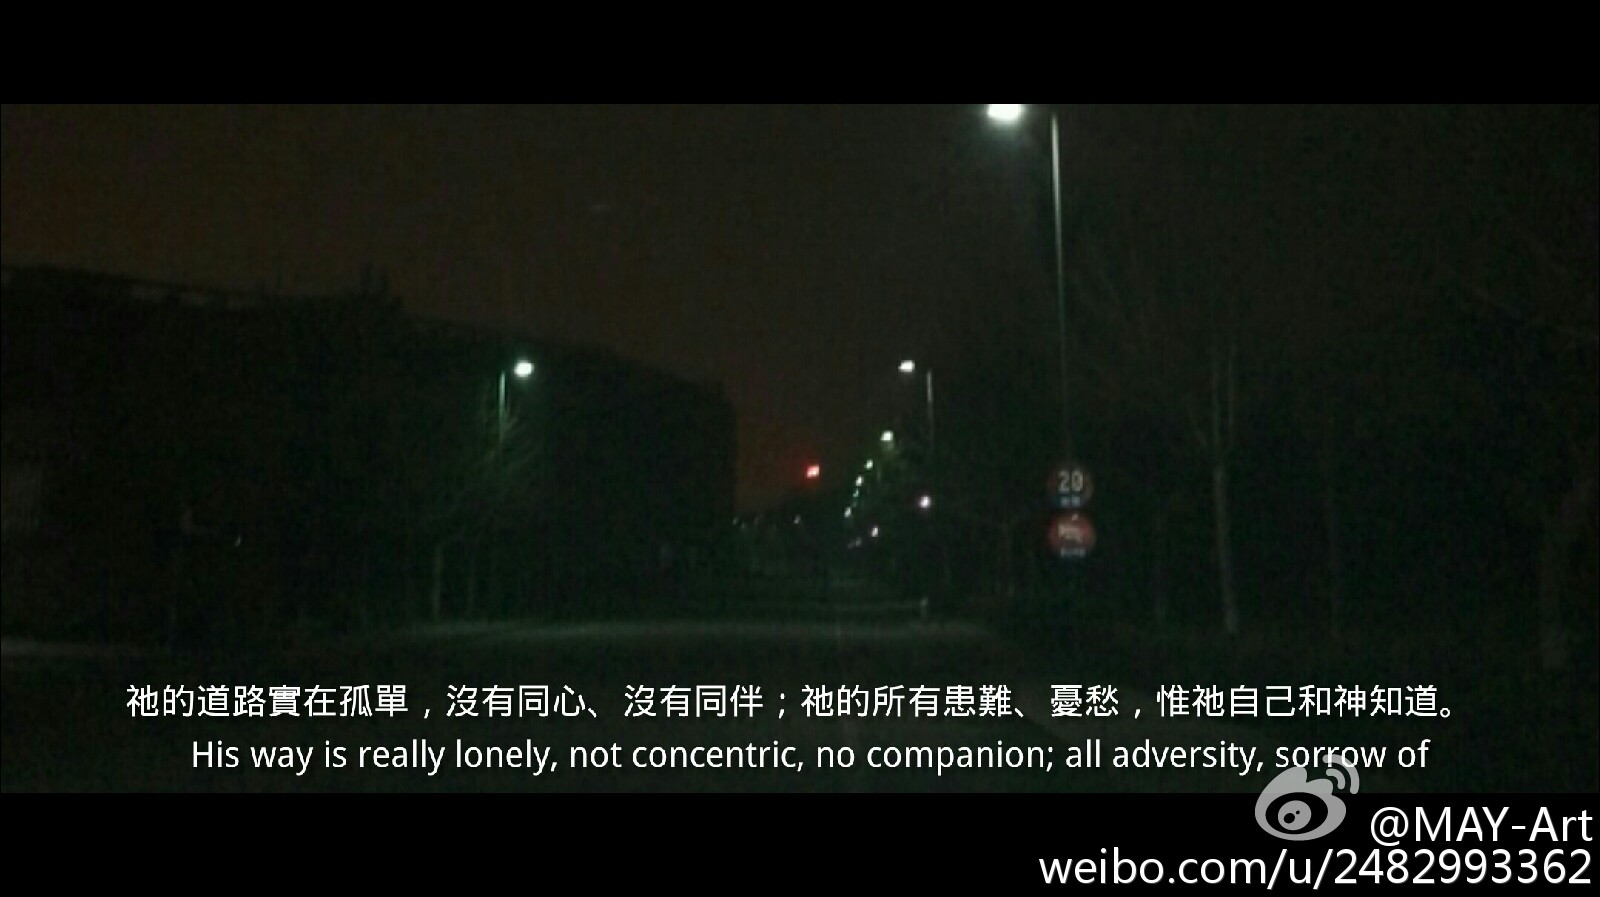 20
祂的道路實在孤單，沒有同心、沒有同伴；祂的所有患難、憂愁，惟祂自己和神知道。
His way is really lonely, not concentric, no companion; all adversity, sorrow of
@MAY-Art
weibo.com/u/2482993362